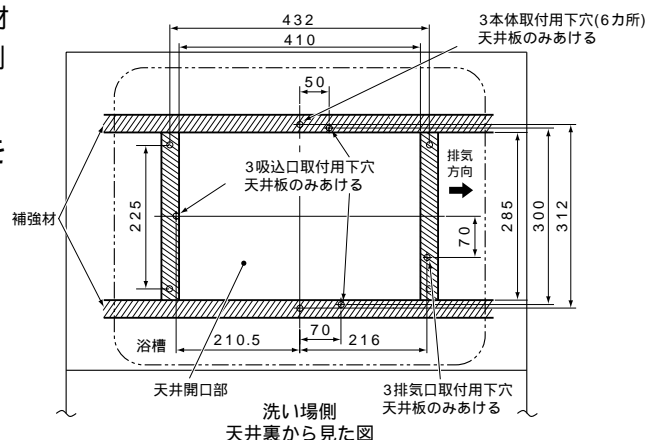 材
側
を
432
3本体取付用下穴(6カ所)
天井板のみあける
410
50
3吸込口取付用下穴
天井板のみあける
排気
方向
補強材
225
70
285
300
312
浴槽
210.5
70
216
天井開口部
3排気口取付用下穴
天井板のみあける
洗い場側
天井裏から見た図